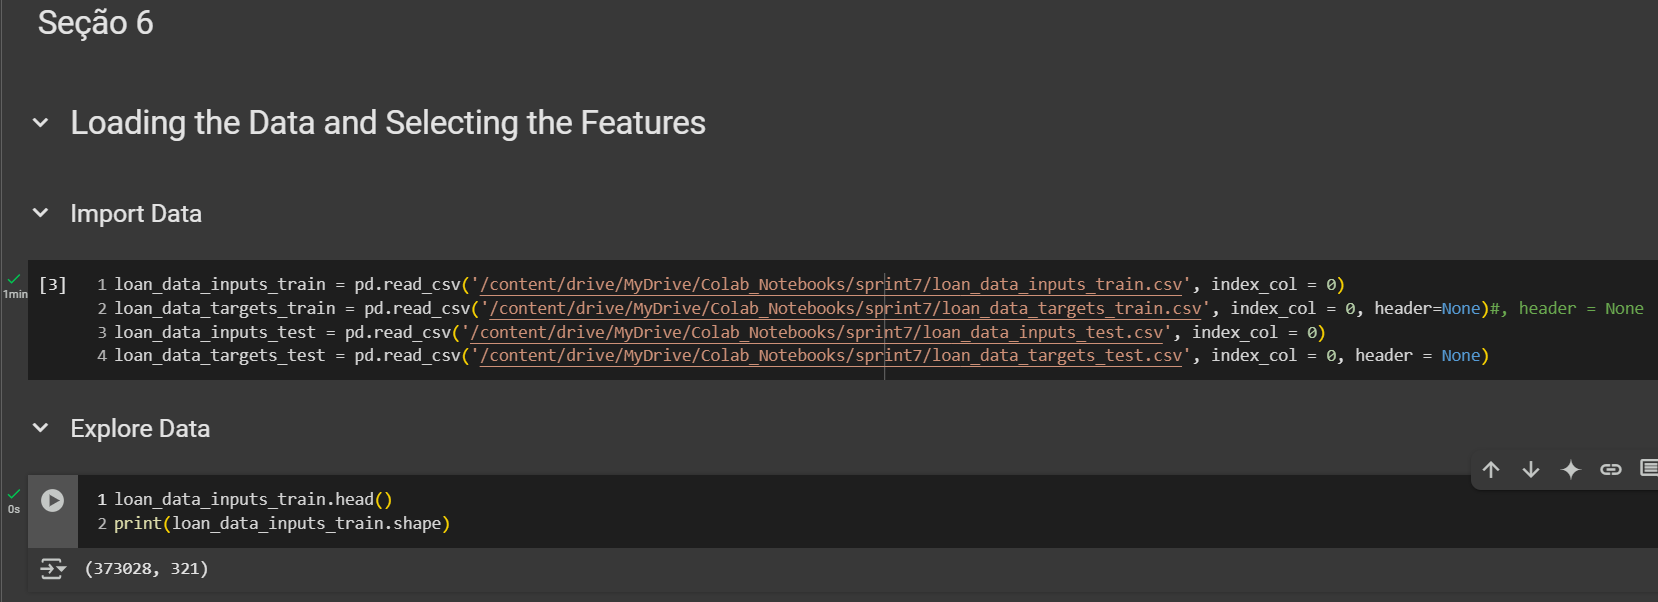 Seção 6
Loading the Data and Selecting the Features
Import Data
[3]
1min
1 loan_data_inputs_train = pd.read_csv('/content/drive/MyDrive/Colab_Notebooks/sprint7/loan_data_inputs_train.csv', index_col = 0)
2 loan_data_targets_train = pd.read_csv('/content/drive/MyDrive/Colab_Notebooks/sprint7/loan_data_targets_train.csv', index_col = 0, header=None)#, header = None
3 loan_data_inputs_test = pd.read_csv('/content/drive/MyDrive/Colab_Notebooks/sprint7/loan_data_inputs_test.csv', index_col = 0)
4 loan_data_targets_test = pd.read_csv('/content/drive/MyDrive/Colab_Notebooks/sprint7/loan_data_targets_test.csv', index_col = 0, header = None)
Explore Data
0s
1 loan_data_inputs_train.head()
2 print(loan_data_inputs_train.shape)
(373028, 321)